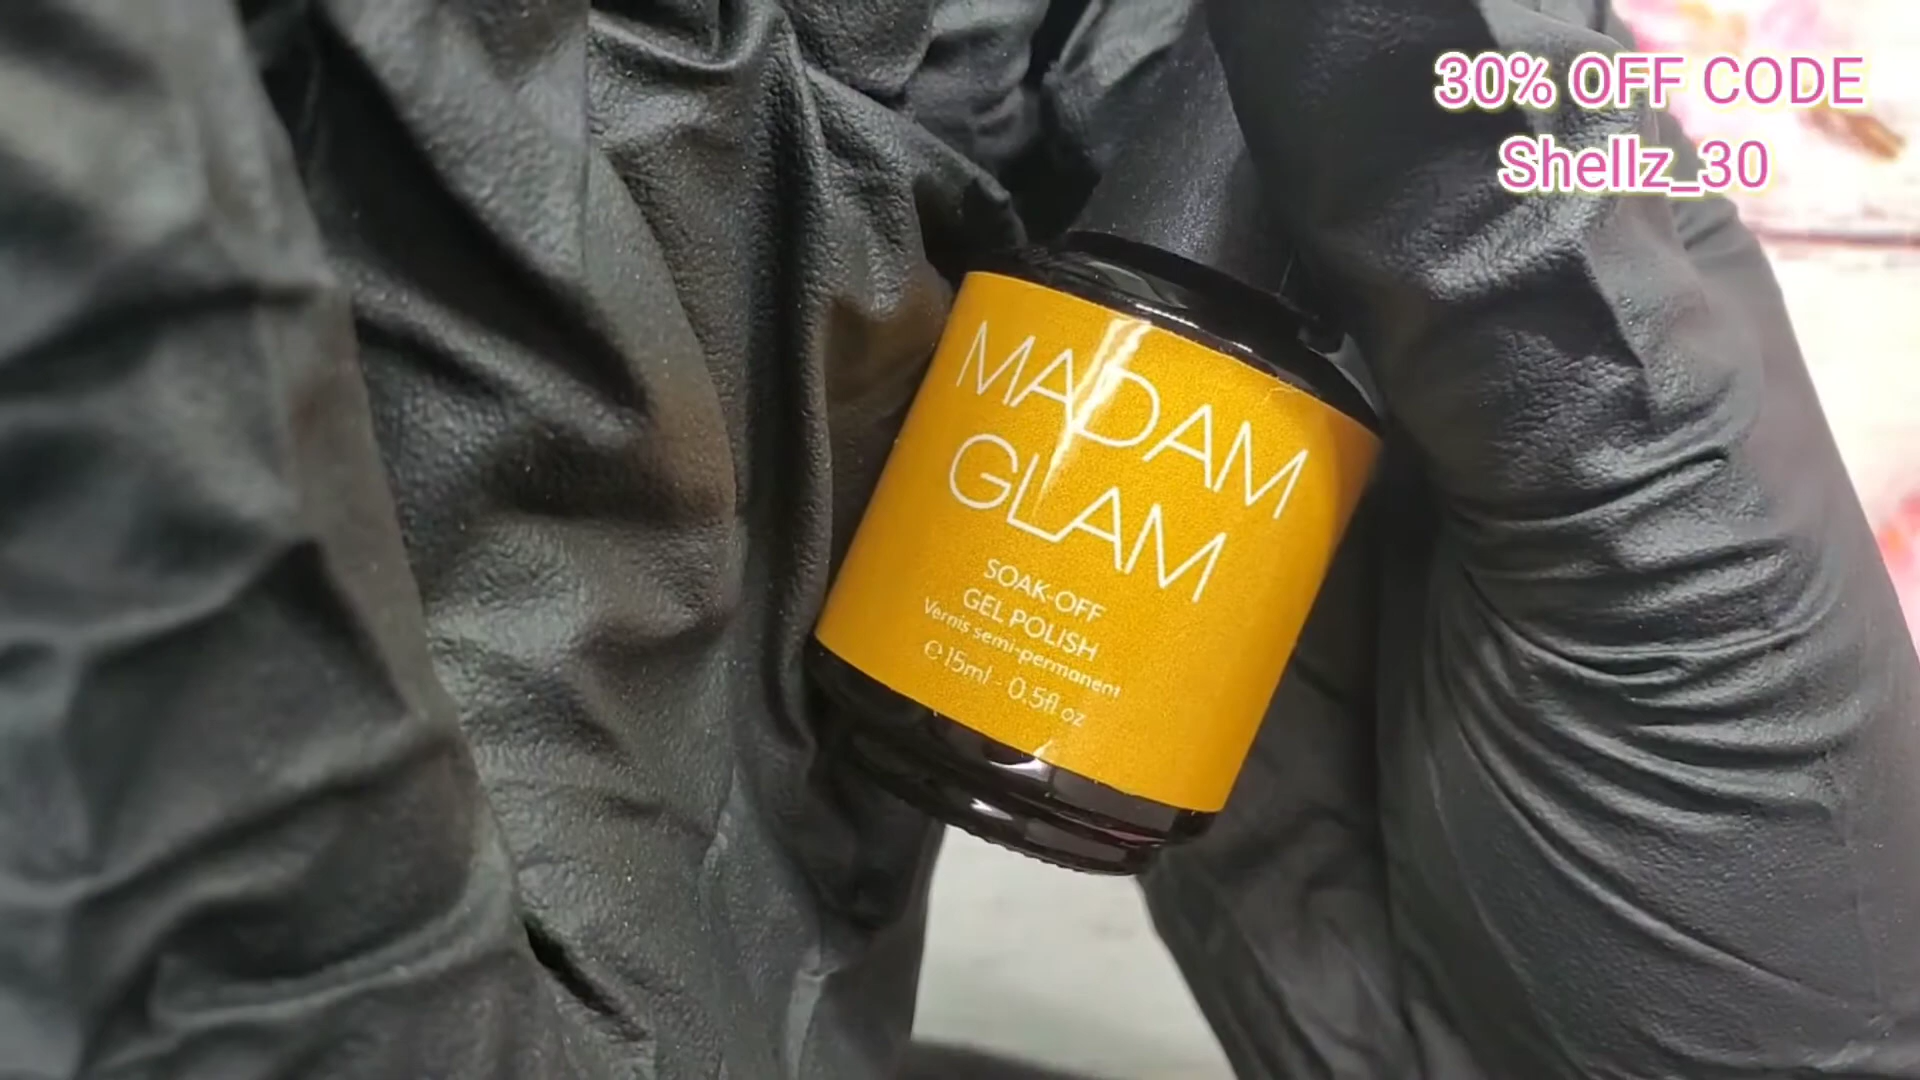 30% OFF CODE
Shellz_30
MADAM
GLAM
SOAK-OFF
GEL POLISH
Vernis semi-permanent
℮ 15ml - 0.5fl oz